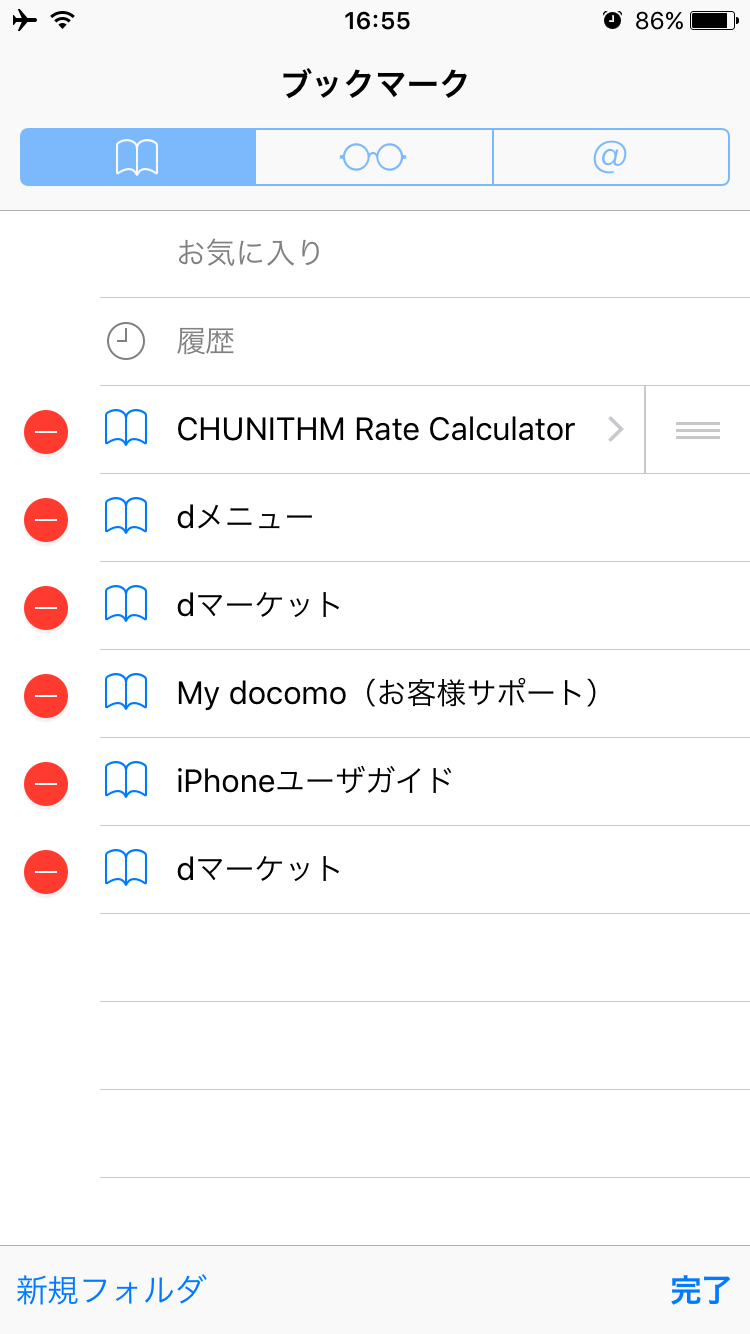 16:55
86%
ブックマーク
@
お気に入り
履歴
CHUNITHM Rate Calculator
dメニュー
dマーケット
My docomo（お客様サポート）
iPhoneユーザガイド
dマーケット
新規フォルダ
完了